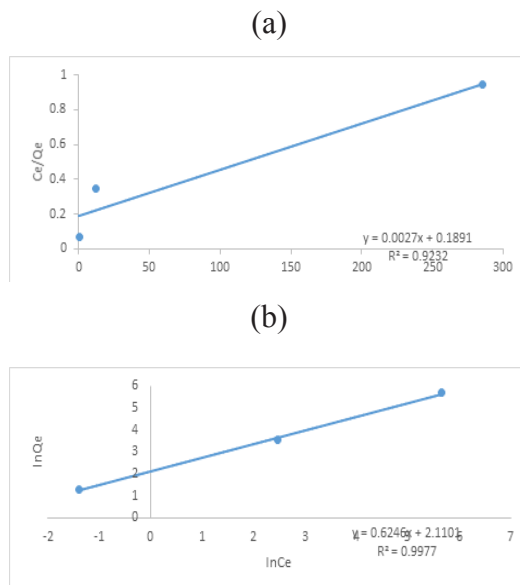 (a)
Ce/Qe
1
0.8
0.6
0.4
0.2
0
y = 0.0027x + 0.1891
R² = 0.9232
0 50 100 150 200 250 300
(b)
lnQe
6
5
4
3
2
1
0
-2 -1 0 1 2 3 4 5 6 7
y = 0.6246x + 2.1101
R² = 0.9977
lnCe